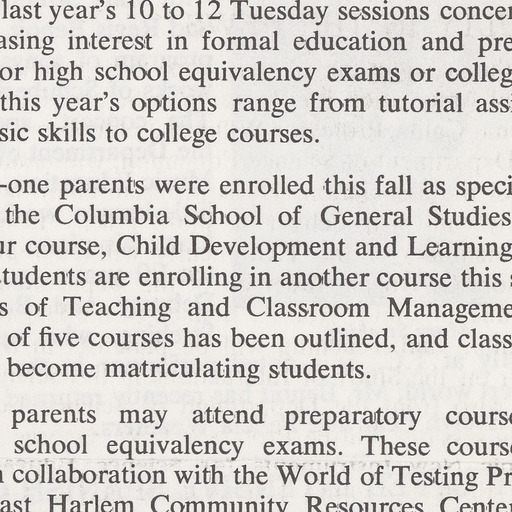 last year's 10 to 12 Tuesday sessions concer
asing interest in formal education and pre
or high school equivalency exams or colleg
this year's options range from tutorial assi
sic skills to college courses.
-one parents were enrolled this fall as speci
the Columbia School of General Studies
ur course, Child Development and Learning
students are enrolling in another course this s
s of Teaching and Classroom Manageme
of five courses has been outlined, and class
become matriculating students.
parents may attend preparatory course
school equivalency exams. These course
n collaboration with the World of Testing Pr
ast Harlem Community Resources Center